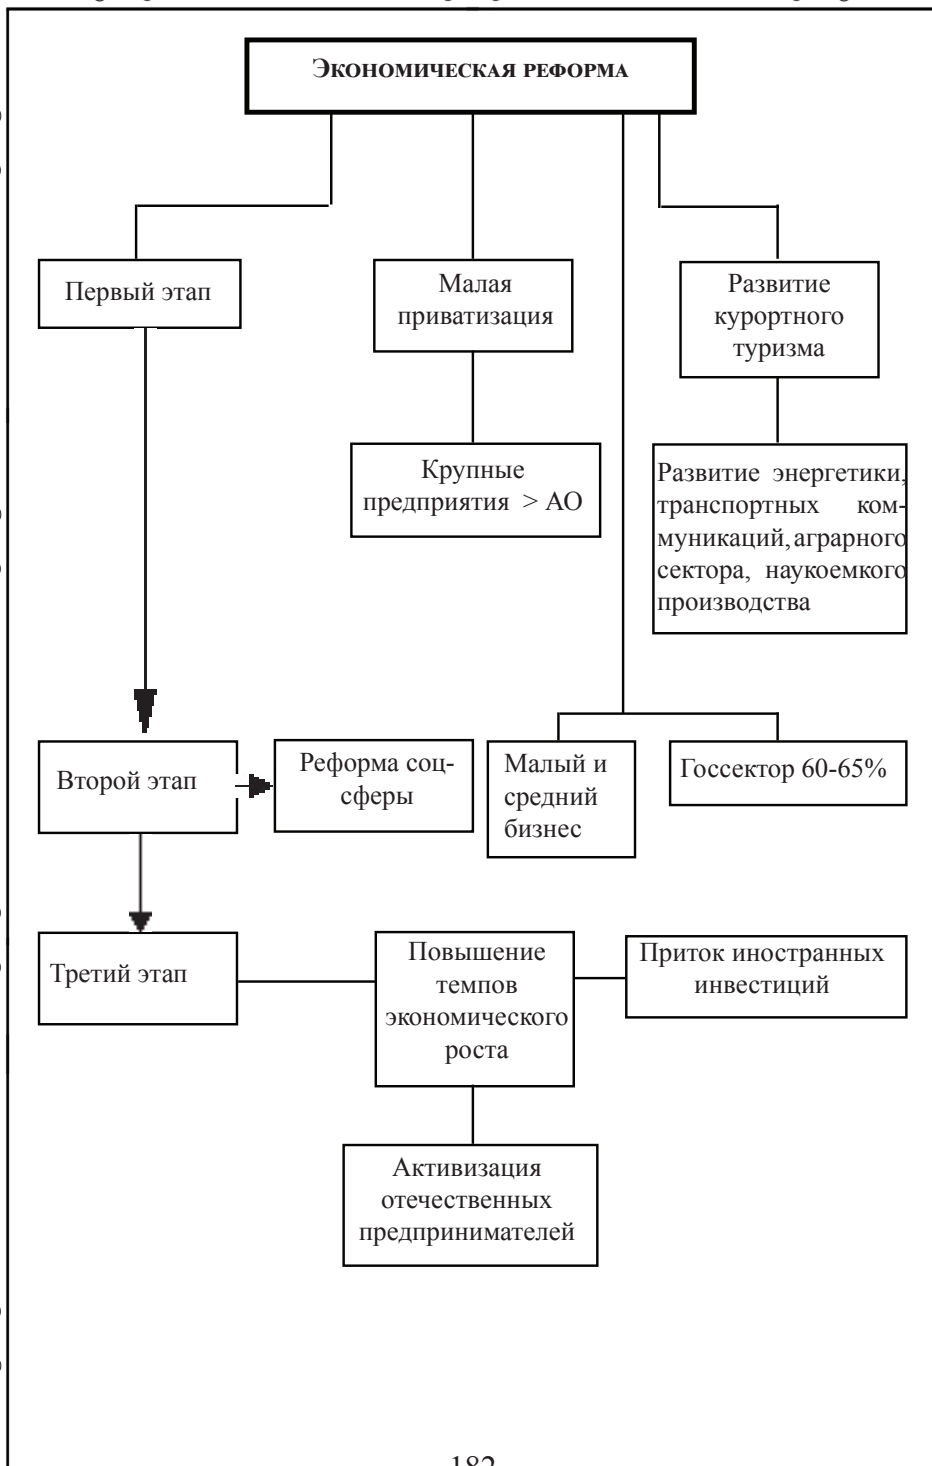 Экономическая реформа
Первый этап
Малая
приватизация
Развитие
курортного
туризма
Крупные
предприятия > АО
Развитие энергетики,
транспортных ком-
муникаций, аграрного
сектора, наукоемкого
производства
Второй этап
Реформа соц-
сферы
Малый и
средний
бизнес
Госсектор 60-65%
Третий этап
Повышение
темпов
экономического
роста
Приток иностранных
инвестиций
Активизация
отечественных
предпринимателей
182